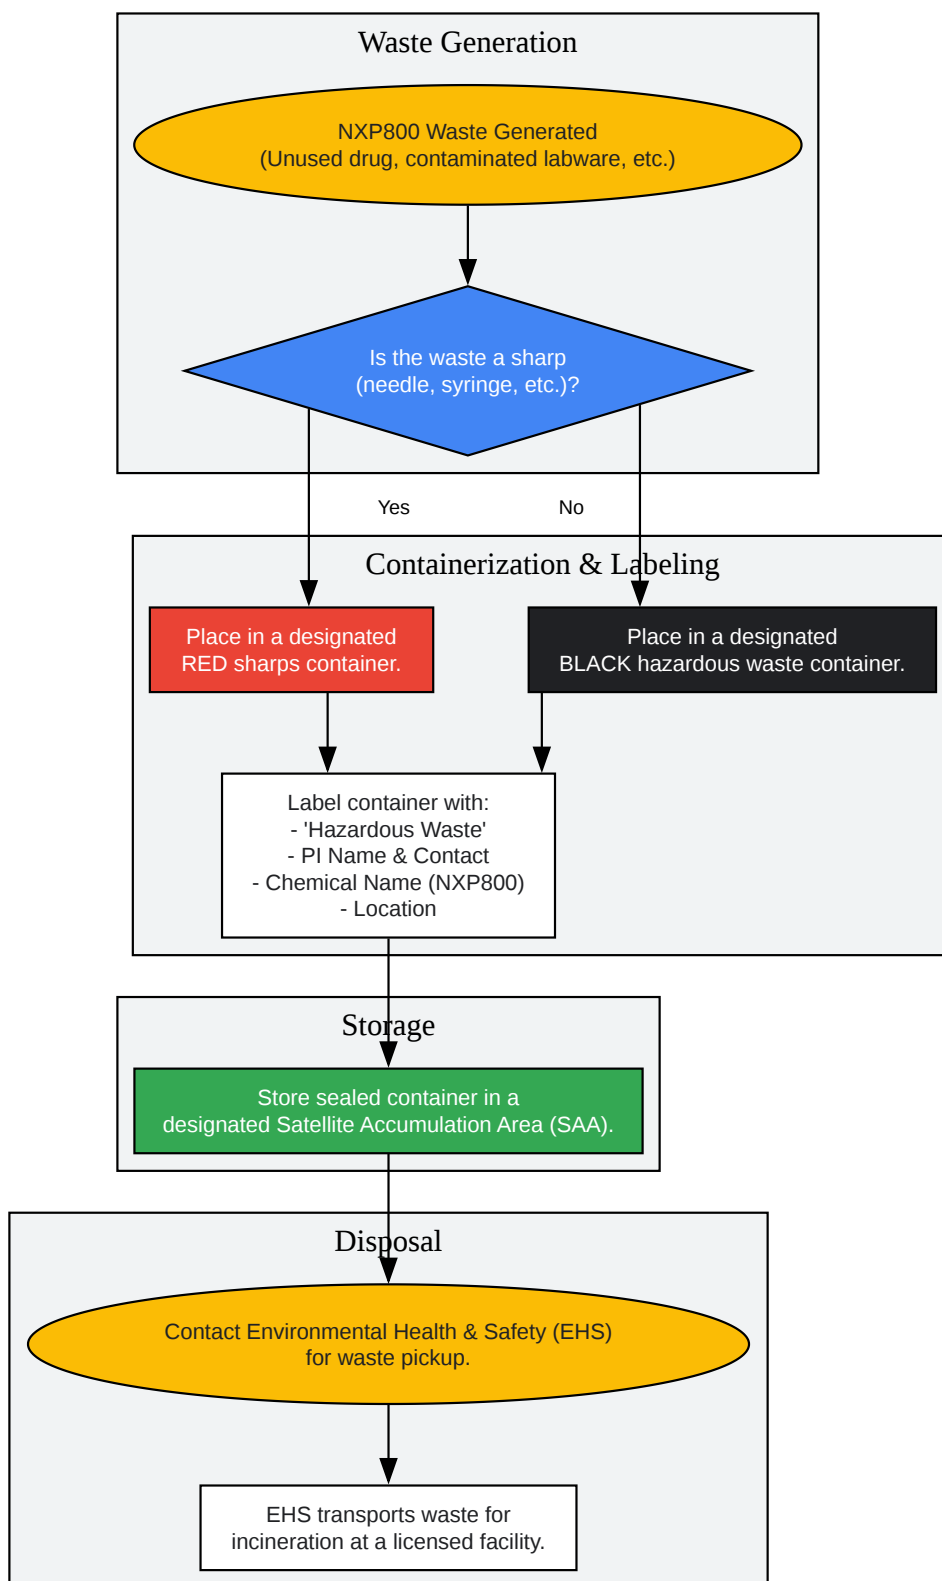 Waste Generation
NXP800 Waste Generated
(Unused drug, contaminated labware, etc.)
Is the waste a sharp
(needle, syringe, etc.)?
Yes
No
Containerization & Labeling
Place in a designated
RED sharps container.
Place in a designated
BLACK hazardous waste container.
Label container with:
- 'Hazardous Waste'
- PI Name & Contact
- Chemical Name (NXP800)
- Location
Storage
Store sealed container in a
designated Satellite Accumulation Area (SAA).
Disposal
Contact Environmental Health & Safety (EHS)
for waste pickup.
EHS transports waste for
incineration at a licensed facility.